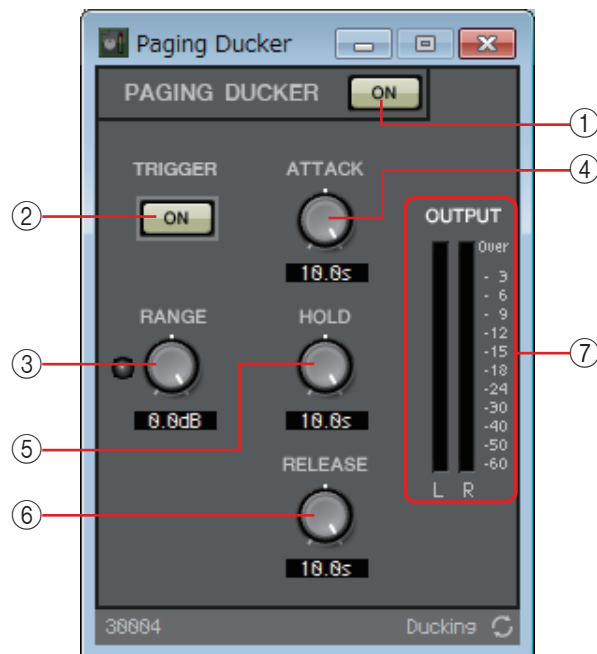 Paging Ducker
PAGING DUCKER ON
①
TRIGGER ATTACK
④
② ON
OUTPUT
10.0s
Over
- 3
- 6
- 9
-12
-15
-18
-24
-30
-40
-50
-60
L R
⑦
RANGE HOLD
③
0.0dB 10.0s
⑤
RELEASE
⑥
10.0s
30004 Ducking